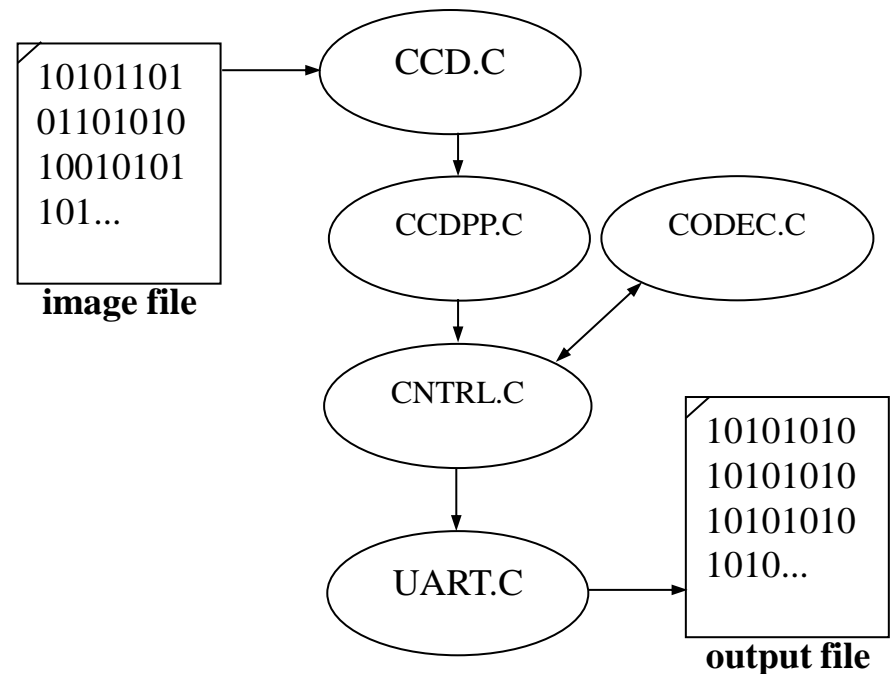 CCD.C
10101101
01101010
10010101
101...
image file
CCDPP.C
CODEC.C
CNTRL.C
10101010
10101010
10101010
1010...
output file
UART.C